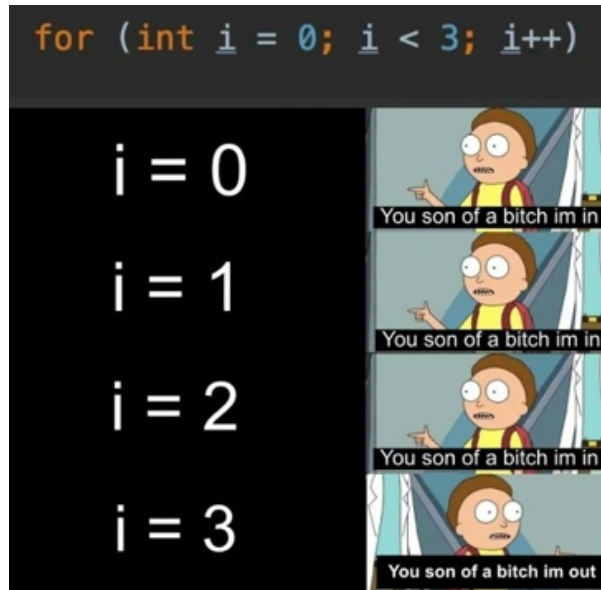 for (int i = 0; i < 3; i++)
i = 0
You son of a bitch im in
i = 1
You son of a bitch im in
i = 2
You son of a bitch im in
i = 3
You son of a bitch im out